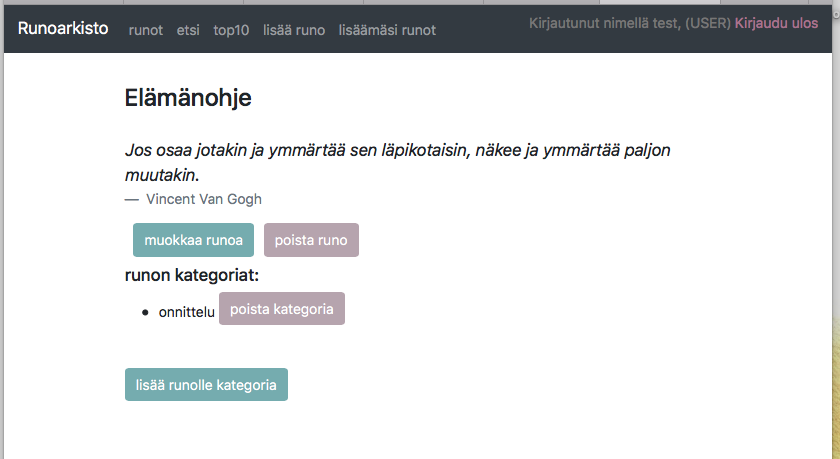 Runoarkisto runot etsi top10 lisää runo lisäämäsi runot Kirjautunut nimellä test, (USER) Kirjaudu ulos
Elämänohje
Jos osaa jotakin ja ymmärtää sen läpikotaisin, näkee ja ymmärtää paljon
muutakin.
— Vincent Van Gogh
muokkaa runoa poista runo
runon kategoriat:
• onnittelu poista kategoria
lisää runolle kategoria